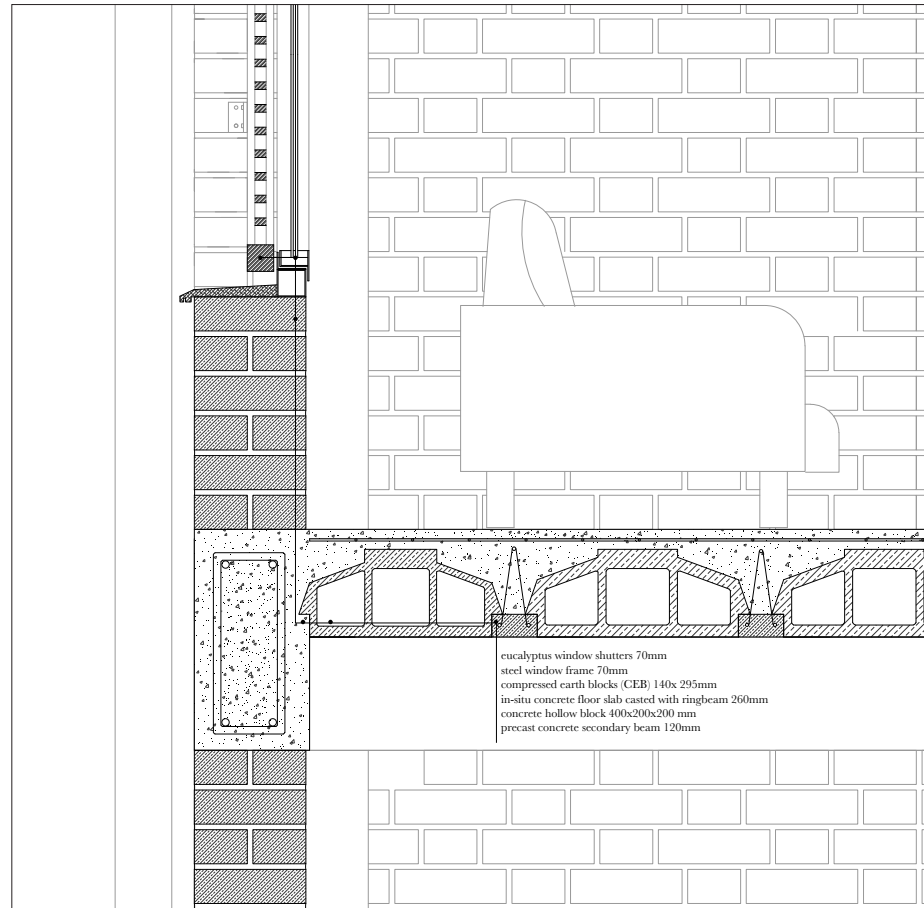 eucalyptus window shutters 70mm
steel window frame 70mm
compressed earth blocks (CEB) 140x 295mm
in-situ concrete floor slab casted with ringbeam 260mm
concrete hollow block 400x200x200 mm
precast concrete secondary beam 120mm